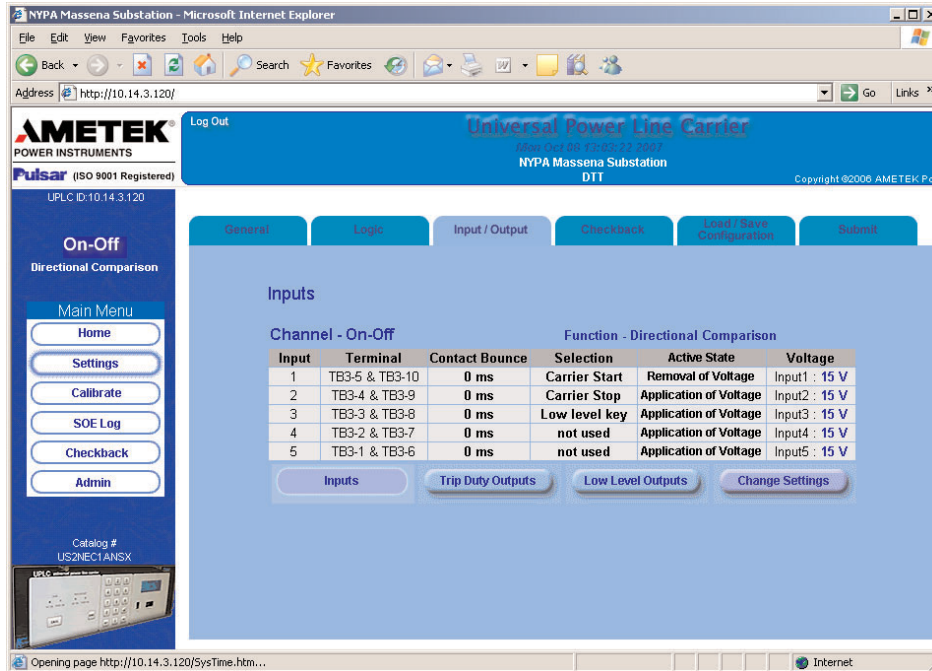 NYPA Massena Substation - Microsoft Internet Explorer
File Edit View Favorites Tools Help
Back Search Favorites
Address http://10.14.3.120/ Go Links »
AMETEK®
POWER INSTRUMENTS
Pulsar (ISO 9001 Registered)
Log Out
Universal Power Line Carrier
Mon Oct 08 13:03:22 2007
NYPA Massena Substation
DTT
Copyright ©2006 AMETEK Po
UPLC ID:10.14.3.120
On-Off
Directional Comparison
Main Menu
Home
Settings
Calibrate
SOE Log
Checkback
Admin
Catalog #
US2NEC1ANSX
UPLC
General Logic Input / Output Checkback Load / Save Configuration Submit
Inputs
Channel - On-Off Function - Directional Comparison
Input Terminal Contact Bounce Selection Active State Voltage
1 TB3-5 & TB3-10 0 ms Carrier Start Removal of Voltage Input1 : 15 V
2 TB3-4 & TB3-9 0 ms Carrier Stop Application of Voltage Input2 : 15 V
3 TB3-3 & TB3-8 0 ms Low level key Application of Voltage Input3 : 15 V
4 TB3-2 & TB3-7 0 ms not used Application of Voltage Input4 : 15 V
5 TB3-1 & TB3-6 0 ms not used Application of Voltage Input5 : 15 V
Inputs Trip Duty Outputs Low Level Outputs Change Settings
Opening page http://10.14.3.120/SysTime.htm... Internet